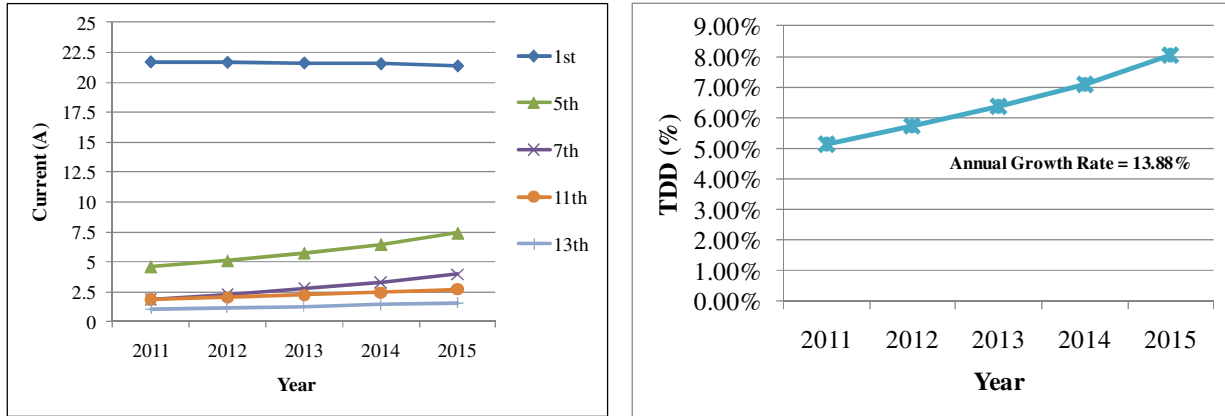 25
22.5
20
17.5
15
12.5
10
7.5
5
2.5
0
Current (A)
2011 2012 2013 2014 2015
Year
1st
5th
7th
11th
13th
9.00%
8.00%
7.00%
6.00%
5.00%
4.00%
3.00%
2.00%
1.00%
0.00%
TDD (%)
Annual Growth Rate = 13.88%
2011 2012 2013 2014 2015
Year